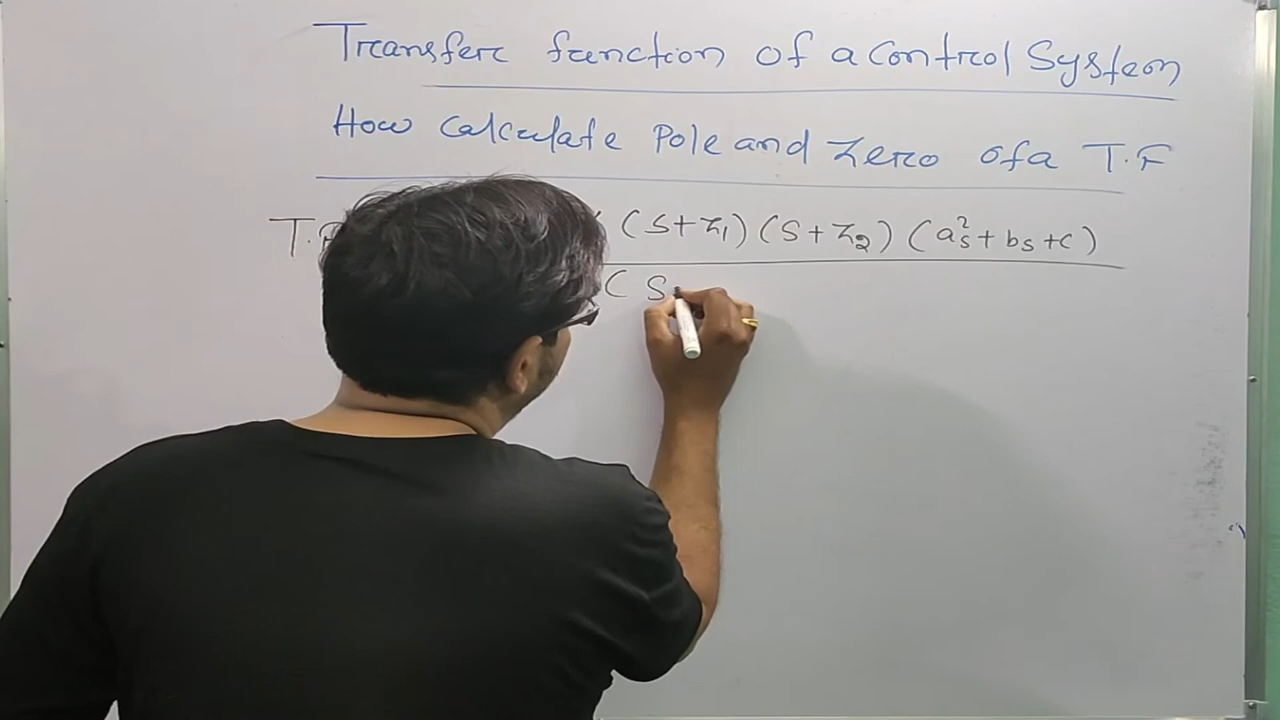 Transfer function of a control System
How calculate Pole and Zero of a T.F
T.F (S+Z₁)(S+Z₂)(as²+bs+c)
(S